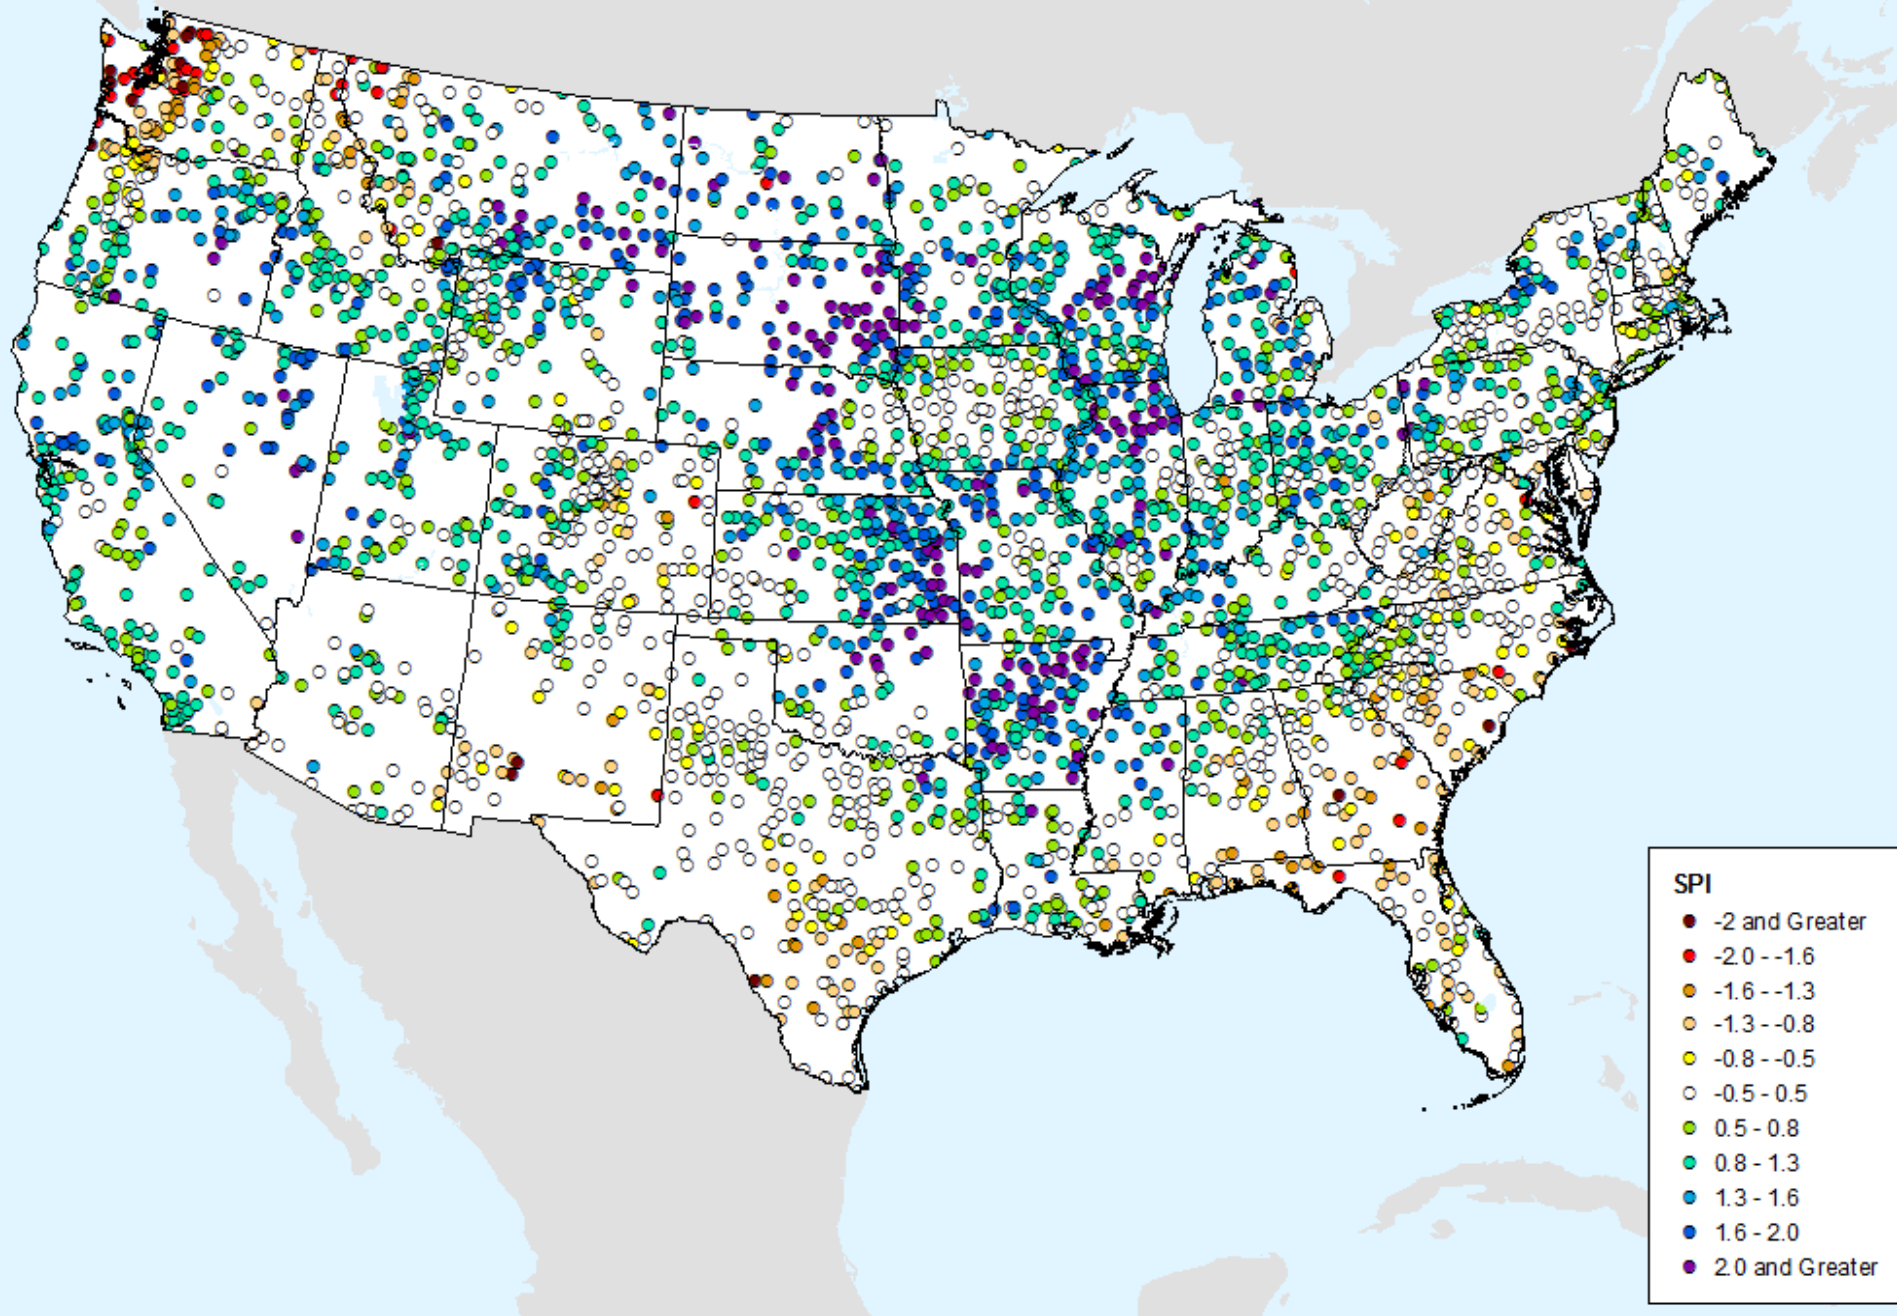 SPI
-2 and Greater
-2.0 - -1.6
-1.6 - -1.3
-1.3 - -0.8
-0.8 - -0.5
-0.5 - 0.5
0.5 - 0.8
0.8 - 1.3
1.3 - 1.6
1.6 - 2.0
2.0 and Greater